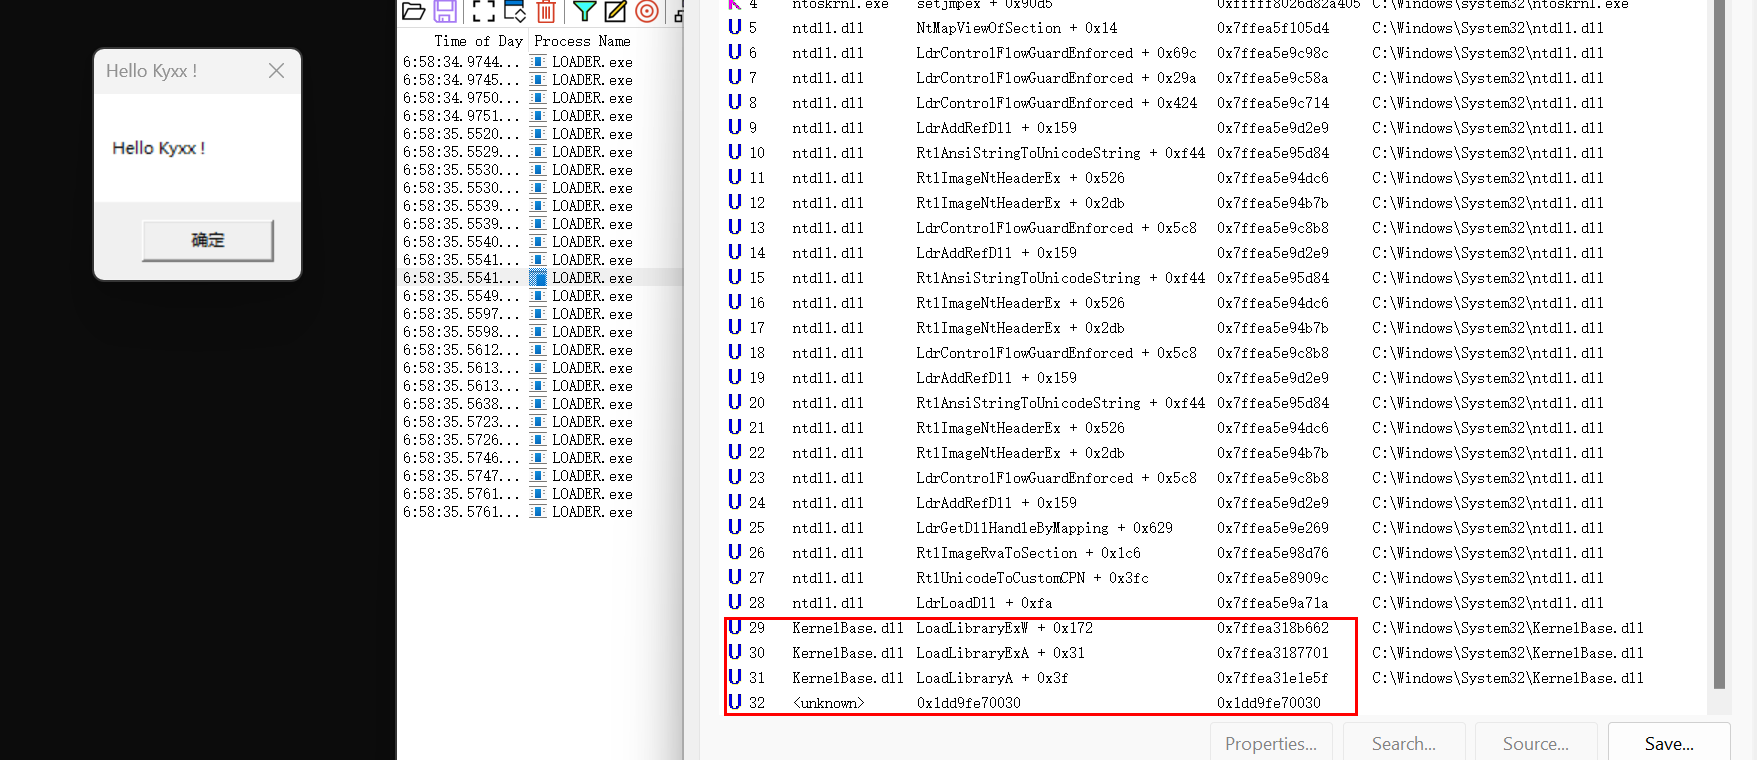 Hello Kyxx !
Hello Kyxx !
确定
Time of Day Process Name
6:58:34.9744... LOADER.exe
6:58:34.9745... LOADER.exe
6:58:34.9750... LOADER.exe
6:58:34.9751... LOADER.exe
6:58:35.5520... LOADER.exe
6:58:35.5529... LOADER.exe
6:58:35.5530... LOADER.exe
6:58:35.5530... LOADER.exe
6:58:35.5539... LOADER.exe
6:58:35.5539... LOADER.exe
6:58:35.5540... LOADER.exe
6:58:35.5541... LOADER.exe
6:58:35.5541... LOADER.exe
6:58:35.5549... LOADER.exe
6:58:35.5597... LOADER.exe
6:58:35.5598... LOADER.exe
6:58:35.5612... LOADER.exe
6:58:35.5613... LOADER.exe
6:58:35.5613... LOADER.exe
6:58:35.5638... LOADER.exe
6:58:35.5723... LOADER.exe
6:58:35.5726... LOADER.exe
6:58:35.5746... LOADER.exe
6:58:35.5747... LOADER.exe
6:58:35.5761... LOADER.exe
6:58:35.5761... LOADER.exe
K 4 ntoskrnl.exe setjmpex + 0x90d5 0xfffff8026d82a405 C:\Windows\System32\ntoskrnl.exe
U 5 ntdll.dll NtMapViewOfSection + 0x14 0x7ffea5f105d4 C:\Windows\System32\ntdll.dll
U 6 ntdll.dll LdrControlFlowGuardEnforced + 0x69c 0x7ffea5e9c98c C:\Windows\System32\ntdll.dll
U 7 ntdll.dll LdrControlFlowGuardEnforced + 0x29a 0x7ffea5e9c58a C:\Windows\System32\ntdll.dll
U 8 ntdll.dll LdrControlFlowGuardEnforced + 0x424 0x7ffea5e9c714 C:\Windows\System32\ntdll.dll
U 9 ntdll.dll LdrAddRefDll + 0x159 0x7ffea5e9d2e9 C:\Windows\System32\ntdll.dll
U 10 ntdll.dll RtlAnsiStringToUnicodeString + 0xf44 0x7ffea5e95d84 C:\Windows\System32\ntdll.dll
U 11 ntdll.dll RtlImageNtHeaderEx + 0x526 0x7ffea5e94dc6 C:\Windows\System32\ntdll.dll
U 12 ntdll.dll RtlImageNtHeaderEx + 0x2db 0x7ffea5e94b7b C:\Windows\System32\ntdll.dll
U 13 ntdll.dll LdrControlFlowGuardEnforced + 0x5c8 0x7ffea5e9c8b8 C:\Windows\System32\ntdll.dll
U 14 ntdll.dll LdrAddRefDll + 0x159 0x7ffea5e9d2e9 C:\Windows\System32\ntdll.dll
U 15 ntdll.dll RtlAnsiStringToUnicodeString + 0xf44 0x7ffea5e95d84 C:\Windows\System32\ntdll.dll
U 16 ntdll.dll RtlImageNtHeaderEx + 0x526 0x7ffea5e94dc6 C:\Windows\System32\ntdll.dll
U 17 ntdll.dll RtlImageNtHeaderEx + 0x2db 0x7ffea5e94b7b C:\Windows\System32\ntdll.dll
U 18 ntdll.dll LdrControlFlowGuardEnforced + 0x5c8 0x7ffea5e9c8b8 C:\Windows\System32\ntdll.dll
U 19 ntdll.dll LdrAddRefDll + 0x159 0x7ffea5e9d2e9 C:\Windows\System32\ntdll.dll
U 20 ntdll.dll RtlAnsiStringToUnicodeString + 0xf44 0x7ffea5e95d84 C:\Windows\System32\ntdll.dll
U 21 ntdll.dll RtlImageNtHeaderEx + 0x526 0x7ffea5e94dc6 C:\Windows\System32\ntdll.dll
U 22 ntdll.dll RtlImageNtHeaderEx + 0x2db 0x7ffea5e94b7b C:\Windows\System32\ntdll.dll
U 23 ntdll.dll LdrControlFlowGuardEnforced + 0x5c8 0x7ffea5e9c8b8 C:\Windows\System32\ntdll.dll
U 24 ntdll.dll LdrAddRefDll + 0x159 0x7ffea5e9d2e9 C:\Windows\System32\ntdll.dll
U 25 ntdll.dll LdrGetDllHandleByMapping + 0x629 0x7ffea5e9e269 C:\Windows\System32\ntdll.dll
U 26 ntdll.dll RtlImageRvaToSection + 0x1c6 0x7ffea5e98d76 C:\Windows\System32\ntdll.dll
U 27 ntdll.dll RtlUnicodeToCustomCPN + 0x3fc 0x7ffea5e8909c C:\Windows\System32\ntdll.dll
U 28 ntdll.dll LdrLoadDll + 0xfa 0x7ffea5e9a71a C:\Windows\System32\ntdll.dll
U 29 KernelBase.dll LoadLibraryExW + 0x172 0x7ffea318b662 C:\Windows\System32\KernelBase.dll
U 30 KernelBase.dll LoadLibraryExA + 0x31 0x7ffea3187701 C:\Windows\System32\KernelBase.dll
U 31 KernelBase.dll LoadLibraryA + 0x3f 0x7ffea31e1e5f C:\Windows\System32\KernelBase.dll
U 32 <unknown> 0x1dd9fe70030 0x1dd9fe70030
Properties... Search... Source... Save...